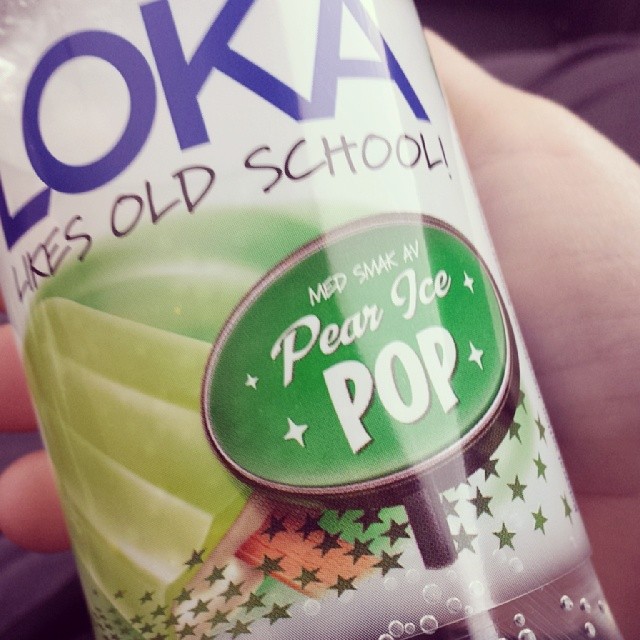 LOKA
LIKES OLD SCHOOL!
MED SMAK AV
Pear Ice
POP